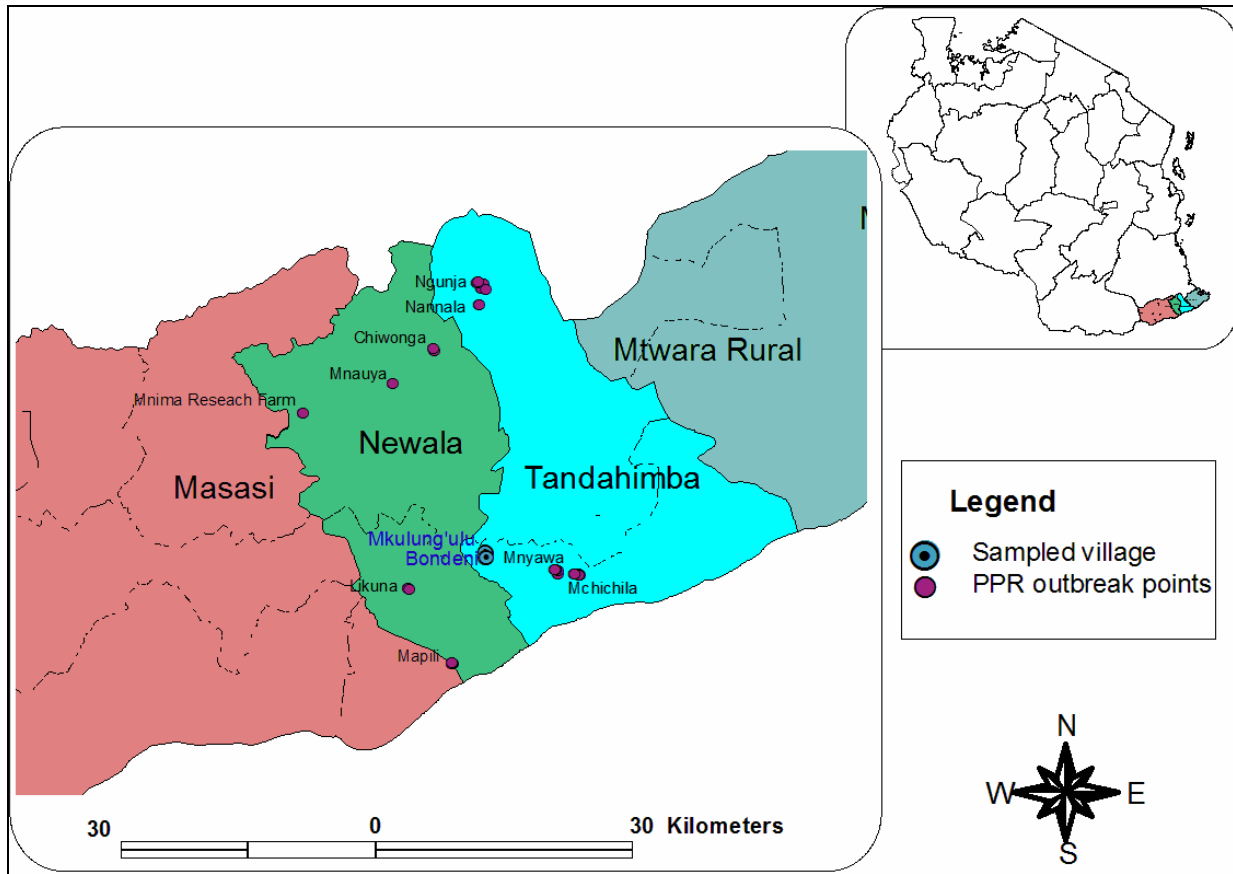 M
Ngunja
Nannala
Chiwonga
Mtwara Rural
Mnauya
Mnima Reseach Farm
Newala
Tandahimba
Masasi
Mkulung'ulu
Bondeni
Mnyawa
Likuna
Mchichila
Mapili
30 0 30 Kilometers
Legend
Sampled village
PPR outbreak points
N
W E
S